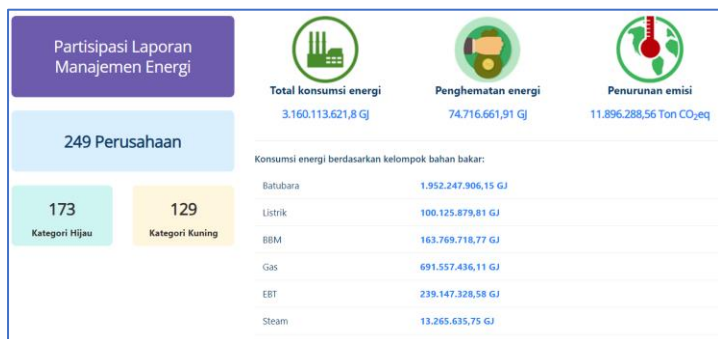 Partisipasi Laporan
Manajemen Energi
249 Perusahaan
173
Kategori Hijau
129
Kategori Kuning
Total konsumsi energi
3.160.113.621,8 GJ
Penghematan energi
74.716.661,91 GJ
Penurunan emisi
11.896.288,56 Ton CO₂eq
Konsumsi energi berdasarkan kelompok bahan bakar:
Batubara 1.952.247.906,15 GJ
Listrik 100.125.879,81 GJ
BBM 163.769.718,77 GJ
Gas 691.557.436,11 GJ
EBT 239.147.328,58 GJ
Steam 13.265.635,75 GJ